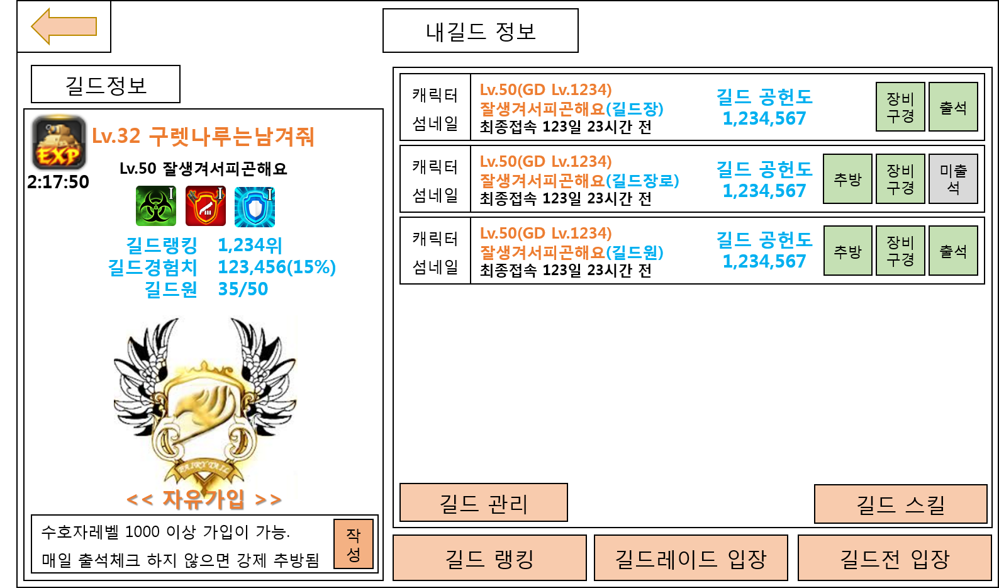 내길드 정보
길드정보
EXP
2:17:50
Lv.32 구렛나루는남겨줘
Lv.50 잘생겨서피곤해요
I
I
I
길드랭킹 1,234위
길드경험치 123,456(15%)
길드원 35/50
FAIRY TAIL
<< 자유가입 >>
수호자레벨 1000 이상 가입이 가능.
매일 출석체크 하지 않으면 강제 추방됨
작
성
캐릭터
섬네일
Lv.50(GD Lv.1234)
잘생겨서피곤해요(길드장)
최종접속 123일 23시간 전
길드 공헌도
1,234,567
장비
구경
출석
캐릭터
섬네일
Lv.50(GD Lv.1234)
잘생겨서피곤해요(길드장로)
최종접속 123일 23시간 전
길드 공헌도
1,234,567
추방
장비
구경
미출
석
캐릭터
섬네일
Lv.50(GD Lv.1234)
잘생겨서피곤해요(길드원)
최종접속 123일 23시간 전
길드 공헌도
1,234,567
추방
장비
구경
출석
길드 관리
길드 스킬
길드 랭킹
길드레이드 입장
길드전 입장